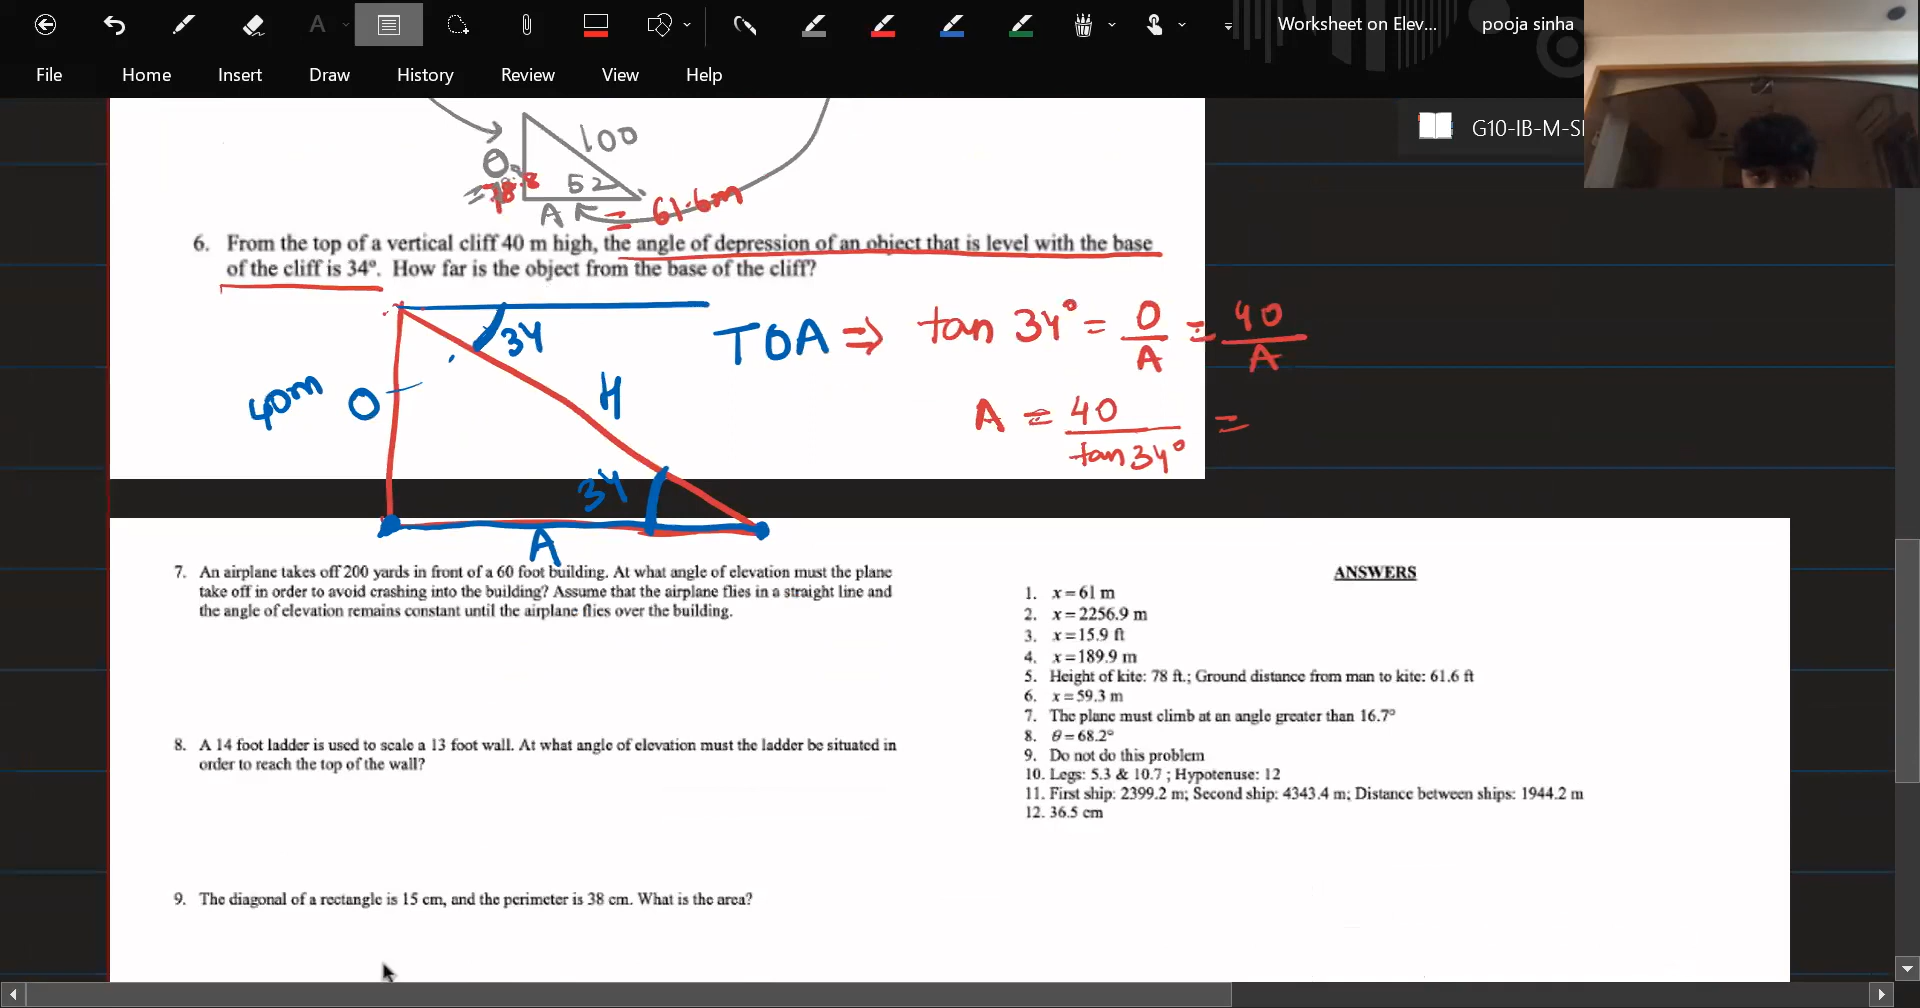 Worksheet on Elev...
pooja sinha
File Home Insert Draw History Review View Help
G10-IB-M-SI
100
O
= 78.8
52
A
= 61.6m
6. From the top of a vertical cliff 40 m high, the angle of depression of an object that is level with the base
of the cliff is 34°. How far is the object from the base of the cliff?
34
TOA ⇒ tan 34° = O/A = 40/A
40m O
H
A = 40/tan 34° =
34
A
7. An airplane takes off 200 yards in front of a 60 foot building. At what angle of elevation must the plane
take off in order to avoid crashing into the building? Assume that the airplane flies in a straight line and
the angle of elevation remains constant until the airplane flies over the building.
8. A 14 foot ladder is used to scale a 13 foot wall. At what angle of elevation must the ladder be situated in
order to reach the top of the wall?
9. The diagonal of a rectangle is 15 cm, and the perimeter is 38 cm. What is the area?
ANSWERS
1. x = 61 m
2. x = 2256.9 m
3. x = 15.9 ft
4. x = 189.9 m
5. Height of kite: 78 ft.; Ground distance from man to kite: 61.6 ft
6. x = 59.3 m
7. The plane must climb at an angle greater than 16.7°
8. θ = 68.2°
9. Do not do this problem
10. Legs: 5.3 & 10.7 ; Hypotenuse: 12
11. First ship: 2399.2 m; Second ship: 4343.4 m; Distance between ships: 1944.2 m
12. 36.5 cm